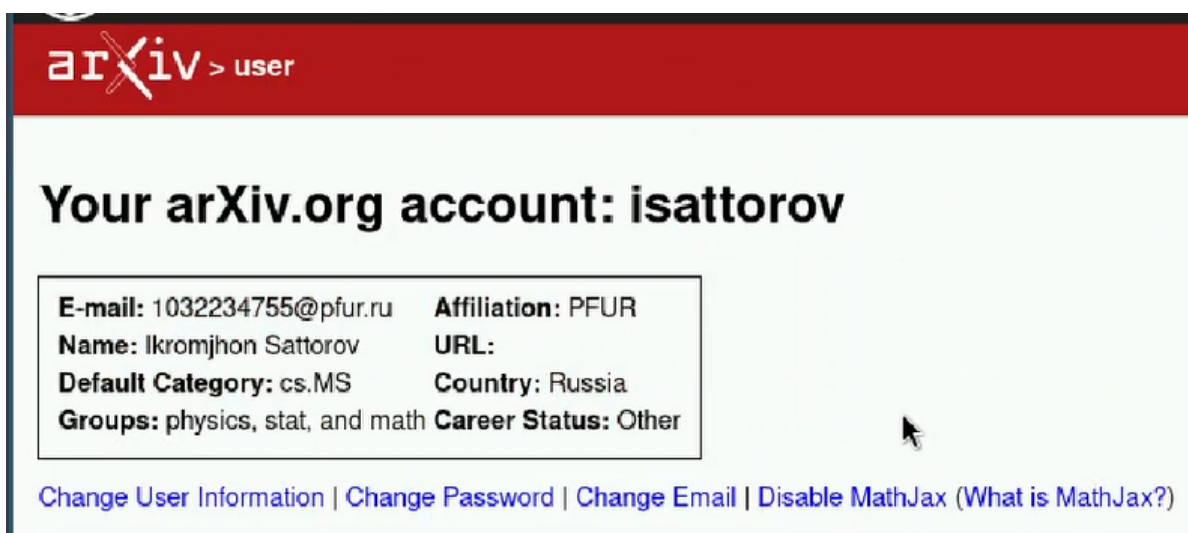 arXiv > user
Your arXiv.org account: isattorov
E-mail: 1032234755@pfur.ru Affiliation: PFUR
Name: Ikromjhon Sattorov URL:
Default Category: cs.MS Country: Russia
Groups: physics, stat, and math Career Status: Other
Change User Information | Change Password | Change Email | Disable MathJax (What is MathJax?)